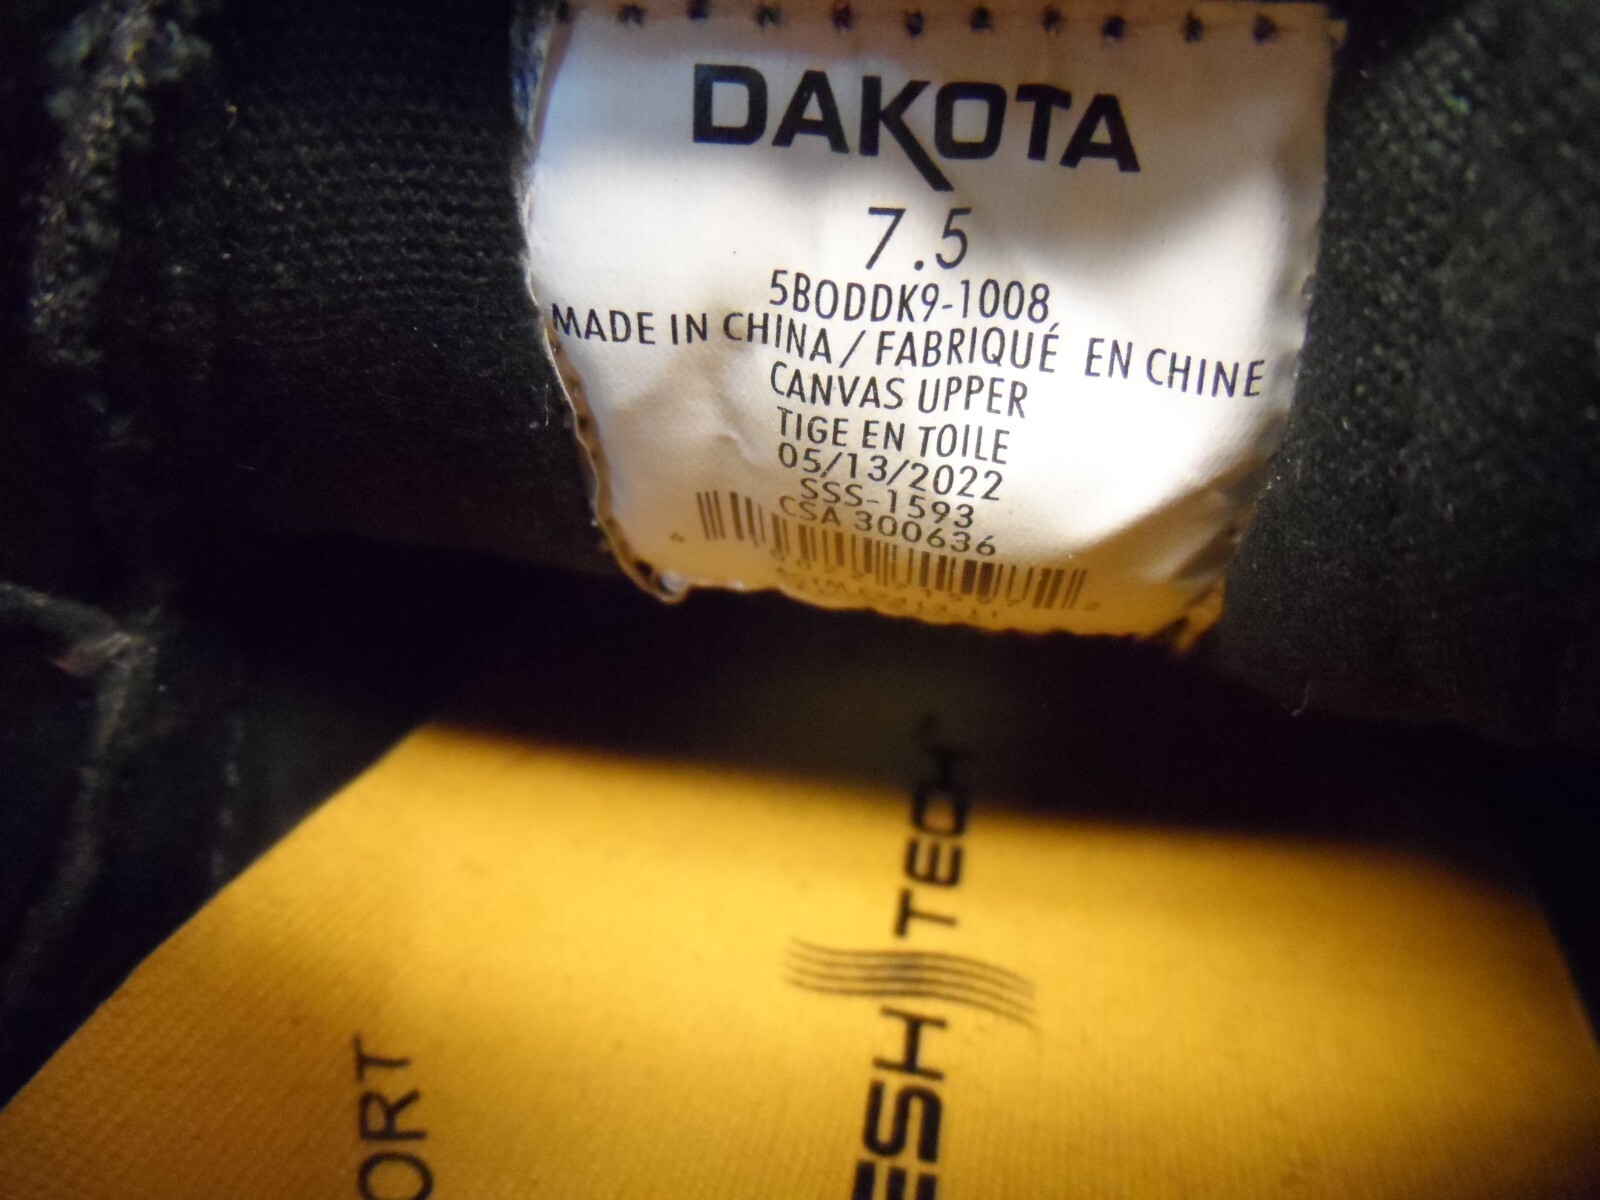 DAKOTA
7.5
5BODDK9-1008
MADE IN CHINA / FABRIQUÉ EN CHINE
CANVAS UPPER
TIGE EN TOILE
05/13/2022
SSS-1593
CSA 300636
ESH TECH
ORT